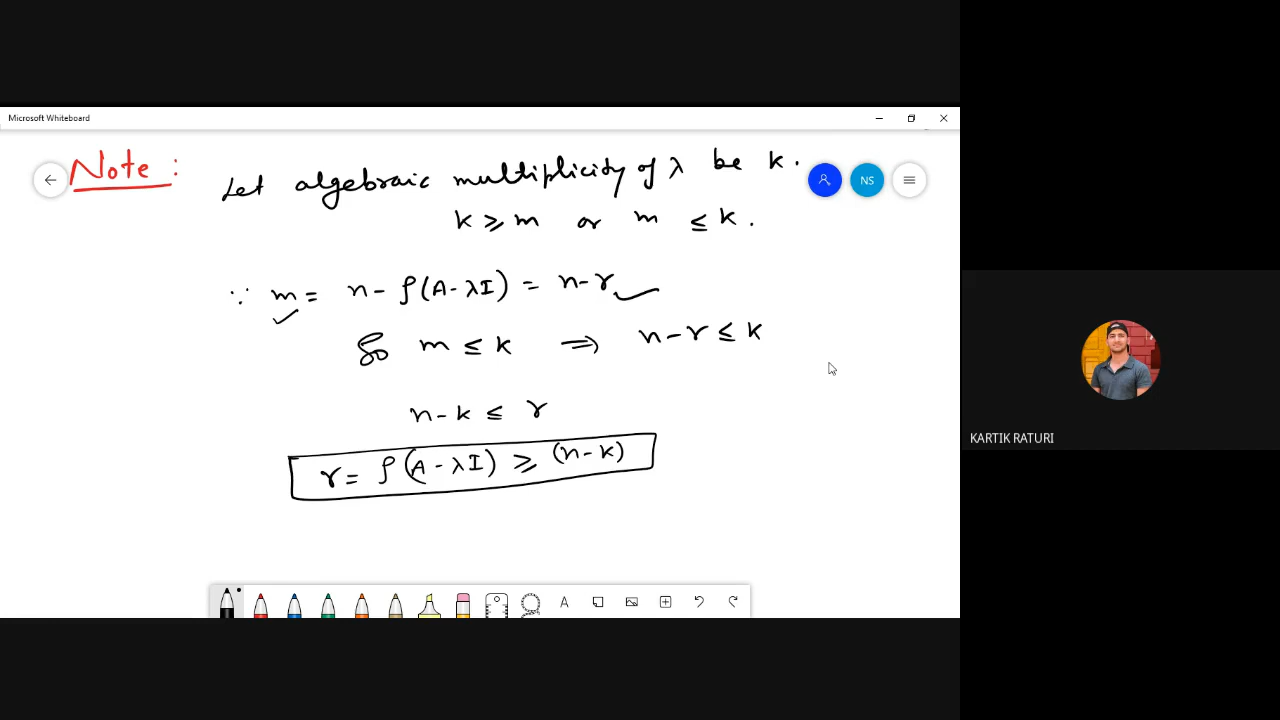 Microsoft Whiteboard
Note :
Let algebraic multiplicity of λ be k.
NS
k ≥ m or m ≤ k.
∵ m = n - ρ(A - λI) = n - r
So m ≤ k ⇒ n - r ≤ k
n - k ≤ r
r = ρ(A - λI) ≥ (n - k)
KARTIK RATURI
A